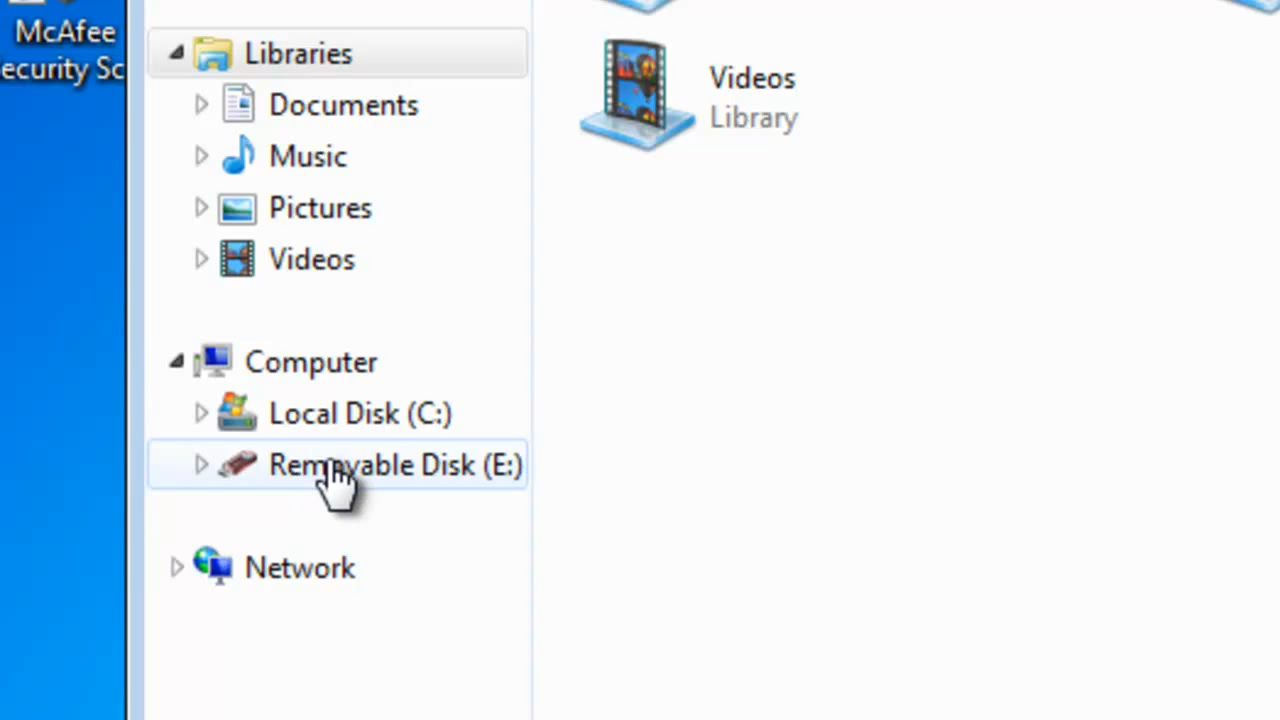 McAfee
ecurity Sc
Libraries
Documents
Music
Pictures
Videos
Computer
Local Disk (C:)
Removable Disk (E:)
Network
Videos
Library